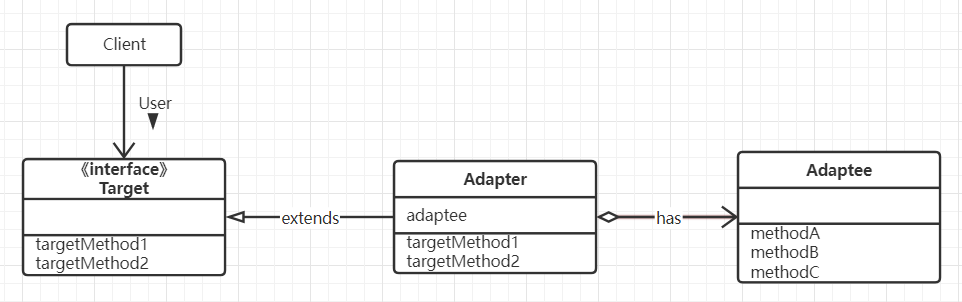 Client
User
《interface》
Target
targetMethod1
targetMethod2
extends
Adapter
adaptee
targetMethod1
targetMethod2
has
Adaptee
methodA
methodB
methodC